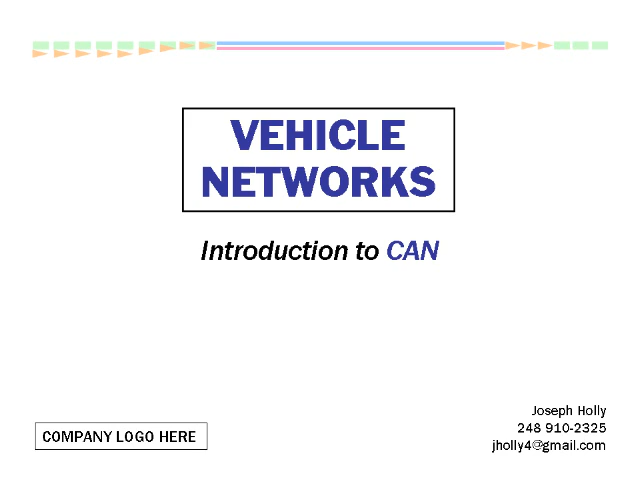 VEHICLE
NETWORKS
Introduction to CAN
Joseph Holly
248 910-2325
jholly4@gmail.com
COMPANY LOGO HERE